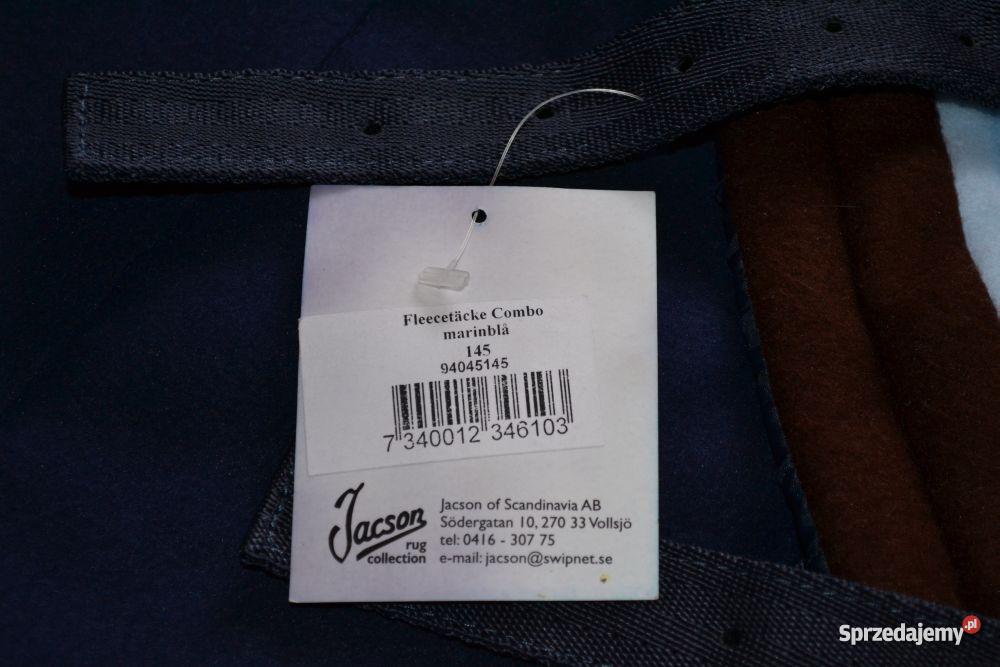 Fleecetäcke Combo
marinblå
145
94045145
7 340012 346103
Jacson
rug
collection
Jacson of Scandinavia AB
Södergatan 10, 270 33 Vollsjö
tel: 0416 - 307 75
e-mail: jacson@swipnet.se
Sprzedajemy.pl